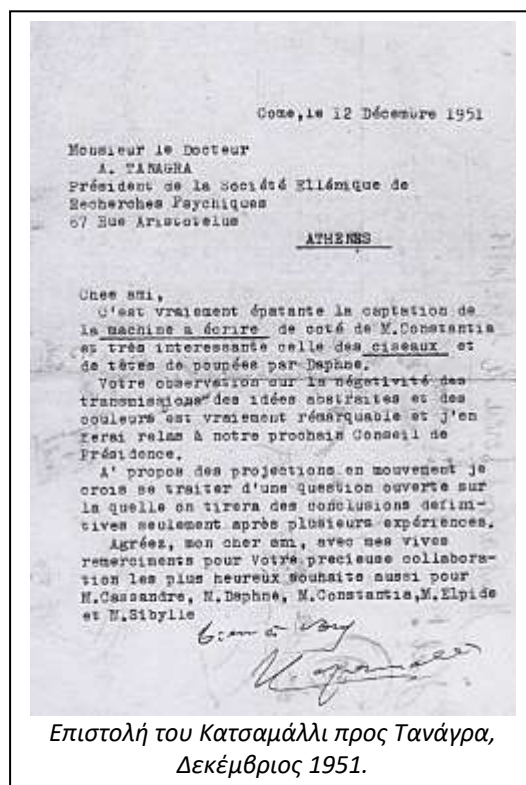 Come,le 12 Décembre 1951
Monsieur le Docteur
A. TANAGRA
Président de la Société Ellénique de
Recherches Psychiques
67 Rue Aristotelus
ATHENES
Cher ami,
C'est vraiment épatante la captation de
la machine a écrire de coté de M.Constantia
et très interessante celle des ciseaux et
de têtes de poupées par Daphne.
Votre observation sur la négativité des
transmissions des idées abstraites et des
couleurs est vraiment rémarquable et j'en
ferai relas à notre prochain Conseil de
Présidence.
A' propos des projections en mouvement je
crois se traiter d'une question ouverte sur
la quelle on tirera des conclusions defini-
tives seulement après plusieurs expériences.
Agréez, mon cher ami, avec mes vives
remerciments pour Votre precieuse collabora-
tion les plus heureux souhaits aussi pour
M.Cassandre, M.Daphne, M.Constantia,M.Elpide
et M.Sibylle
Επιστολή του Κατσαμάλλι προς Τανάγρα,
Δεκέμβριος 1951.